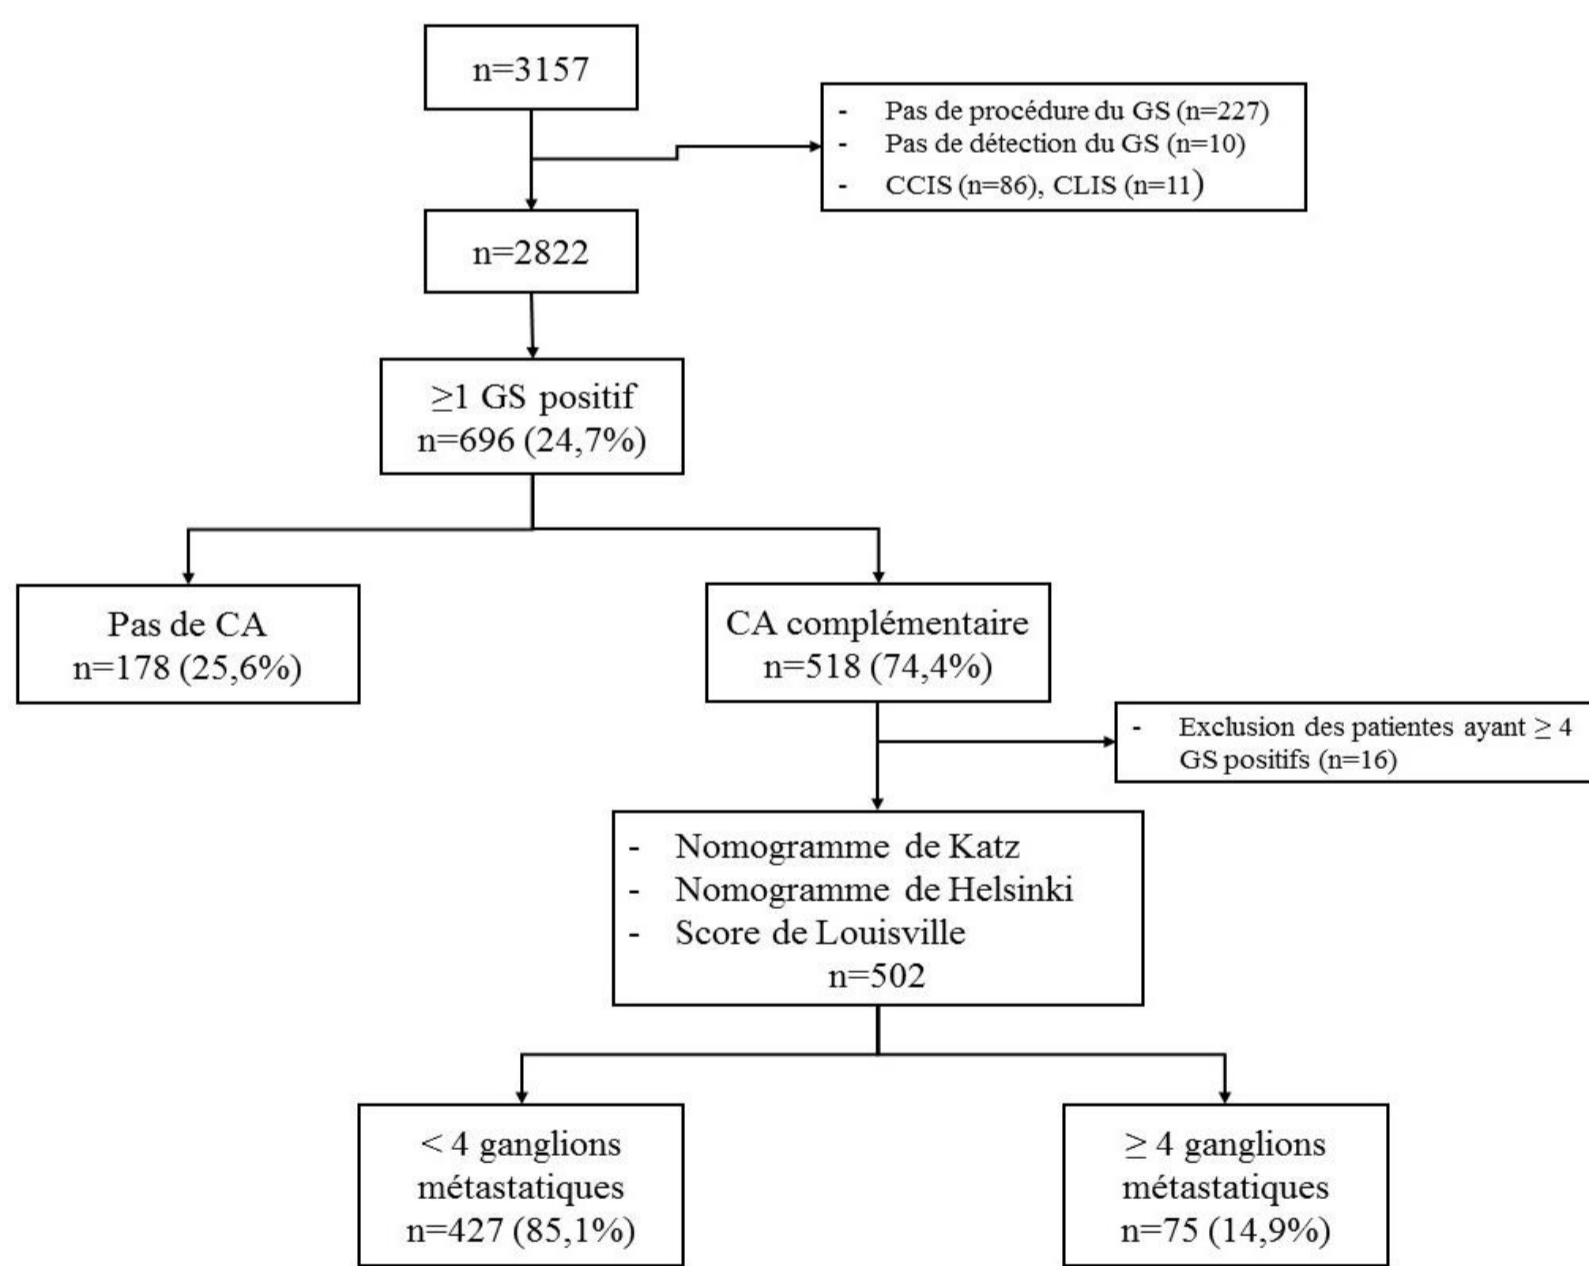 n=3157
- Pas de procédure du GS (n=227)
- Pas de détection du GS (n=10)
- CCIS (n=86), CLIS (n=11)
n=2822
≥1 GS positif
n=696 (24,7%)
Pas de CA
n=178 (25,6%)
CA complémentaire
n=518 (74,4%)
- Exclusion des patientes ayant ≥ 4
GS positifs (n=16)
- Nomogramme de Katz
- Nomogramme de Helsinki
- Score de Louisville
n=502
< 4 ganglions
métastatiques
n=427 (85,1%)
≥ 4 ganglions
métastatiques
n=75 (14,9%)